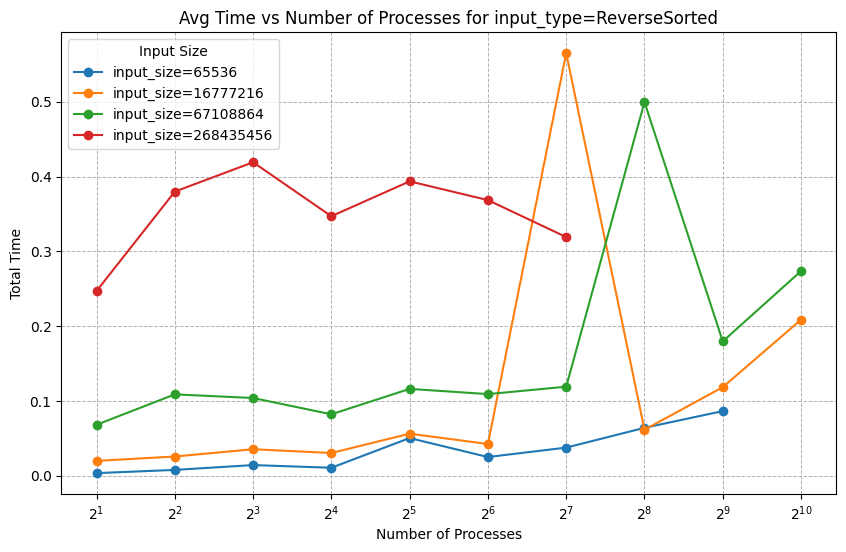 Avg Time vs Number of Processes for input_type=ReverseSorted
Input Size
input_size=65536
input_size=16777216
input_size=67108864
input_size=268435456
Total Time
0.5
0.4
0.3
0.2
0.1
0.0
2¹ 2² 2³ 2⁴ 2⁵ 2⁶ 2⁷ 2⁸ 2⁹ 2¹⁰
Number of Processes